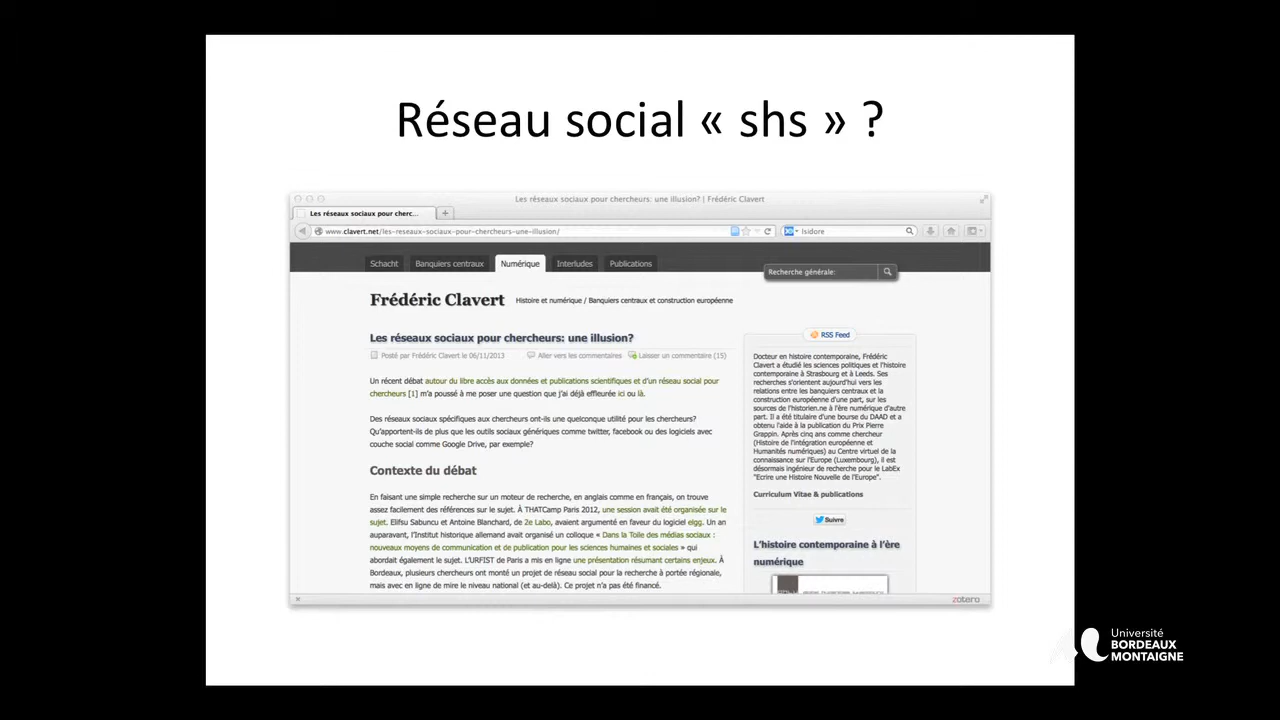 Réseau social « shs » ?
Les réseaux sociaux pour chercheurs: une illusion? | Frédéric Clavert
Les réseaux sociaux pour cherc...
www.clavert.net/les-reseaux-sociaux-pour-chercheurs-une-illusion/
Isidore
Schacht
Banquiers centraux
Numérique
Interludes
Publications
Recherche générale:
Frédéric Clavert
Histoire et numérique / Banquiers centraux et construction européenne
Les réseaux sociaux pour chercheurs: une illusion?
Posté par Frédéric Clavert le 06/11/2013
Aller vers les commentaires
Laisser un commentaire (15)
Un récent débat autour du libre accès aux données et publications scientifiques et d'un réseau social pour
chercheurs [1] m'a poussé à me poser une question que j'ai déjà effleurée ici ou là.
Des réseaux sociaux spécifiques aux chercheurs ont-ils une quelconque utilité pour les chercheurs?
Qu'apportent-ils de plus que les outils sociaux génériques comme twitter, facebook ou des logiciels avec
couche social comme Google Drive, par exemple?
Contexte du débat
En faisant une simple recherche sur un moteur de recherche, en anglais comme en français, on trouve
assez facilement des références sur le sujet. À THATCamp Paris 2012, une session avait été organisée sur le
sujet. Elifsu Sabuncu et Antoine Blanchard, de 2e Labo, avaient argumenté en faveur du logiciel elgg. Un an
auparavant, l'Institut historique allemand avait organisé un colloque « Dans la Toile des médias sociaux :
nouveaux moyens de communication et de publication pour les sciences humaines et sociales » qui
abordait également le sujet. L'URFIST de Paris a mis en ligne une présentation résumant certains enjeux. À
Bordeaux, plusieurs chercheurs ont monté un projet de réseau social pour la recherche à portée régionale,
mais avec en ligne de mire le niveau national (et au-delà). Ce projet n'a pas été financé.
RSS Feed
Docteur en histoire contemporaine, Frédéric
Clavert a étudié les sciences politiques et l'histoire
contemporaine à Strasbourg et à Leeds. Ses
recherches s'orientent aujourd'hui vers les
relations entre les banquiers centraux et la
construction européenne d'une part, sur les
sources de l'historien.ne à l'ère numérique d'autre
part. Il a été titulaire d'une bourse du DAAD et a
obtenu l'aide à la publication du Prix Pierre
Grappin. Après cinq ans comme chercheur
(Histoire de l'intégration européenne et
Humanités numériques) au Centre virtuel de la
connaissance sur l'Europe (Luxembourg), il est
désormais ingénieur de recherche pour le LabEx
"Ecrire une Histoire Nouvelle de l'Europe".
Curriculum Vitae & publications
Suivre
L'histoire contemporaine à l'ère
numérique
zotero
Université
BORDEAUX
MONTAIGNE